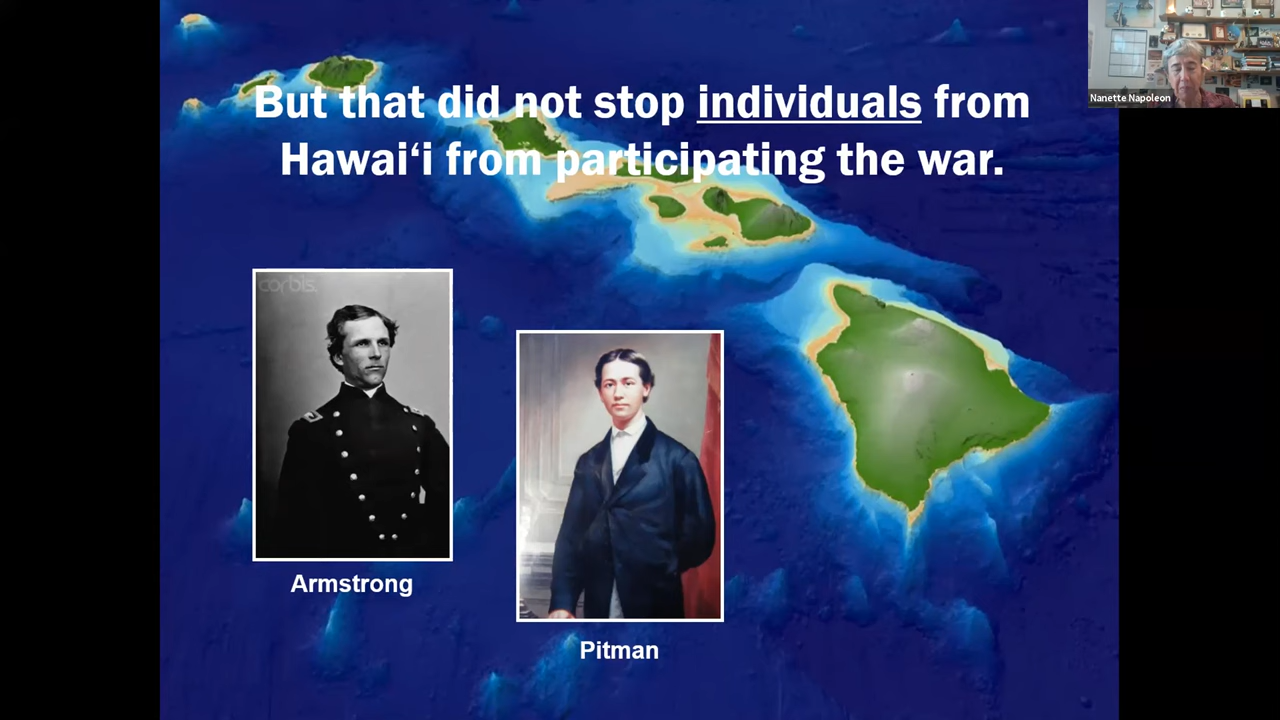 But that did not stop individuals from
Hawai‘i from participating the war.
Nanette Napoleon
corbis.
Armstrong
Pitman